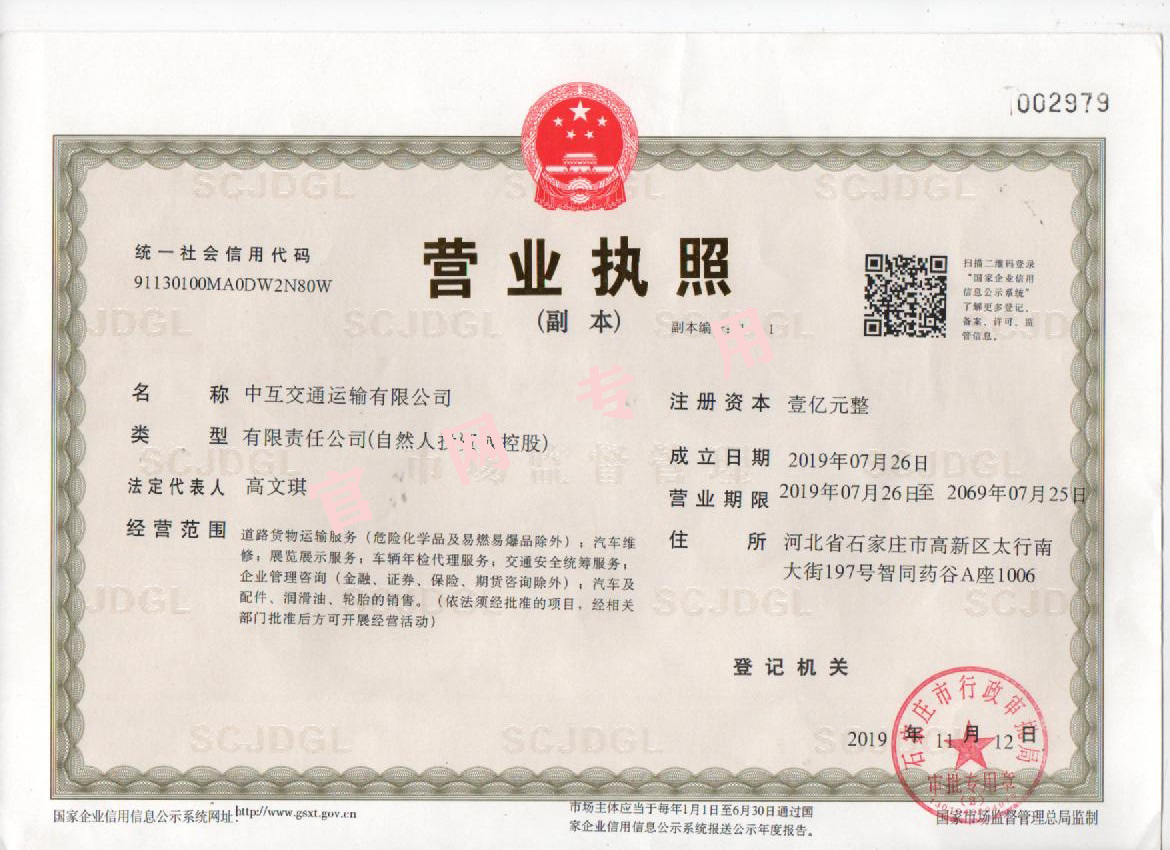 002979
统一社会信用代码
91130100MA0DW2N80W
营业执照
(副 本)
副本编
1
扫描二维码登录
“国家企业信用
信息公示系统”
了解更多登记、
备案、许可、监
管信息。
名 称 中互交通运输有限公司
类 型 有限责任公司(自然人投 控股)
法定代表人 高文琪
经营范围 道路货物运输服务（危险化学品及易燃易爆品除外）；汽车维
修；展览展示服务；车辆年检代理服务；交通安全统筹服务；
企业管理咨询（金融、证券、保险、期货咨询除外）；汽车及
配件、润滑油、轮胎的销售。（依法须经批准的项目，经相关
部门批准后方可开展经营活动）
注册资本 壹亿元整
成立日期 2019年07月26日
营业期限 2019年07月26日至 2069年07月25日
住 所 河北省石家庄市高新区太行南
大街197号智同药谷A座1006
官网专用
SCJDGL
市场监督管理
登记机关
2019 年 11 月 12 日
石家庄市行政审批局
审批专用章
国家企业信用信息公示系统网址:http://www.gsxt.gov.cn
市场主体应当于每年1月1日至6月30日通过国
家企业信用信息公示系统报送公示年度报告。
国家市场监督管理总局监制